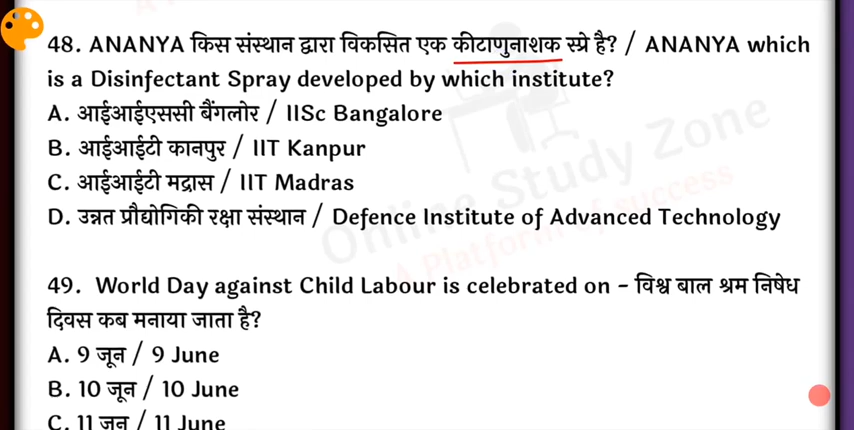 48. ANANYA किस संस्थान द्वारा विकसित एक कीटाणुनाशक स्प्रे है? / ANANYA which
is a Disinfectant Spray developed by which institute?
A. आईआईएससी बैंगलोर / IISc Bangalore
B. आईआईटी कानपुर / IIT Kanpur
C. आईआईटी मद्रास / IIT Madras
D. उन्नत प्रौद्योगिकी रक्षा संस्थान / Defence Institute of Advanced Technology
Online Study Zone
A Platform of success
49. World Day against Child Labour is celebrated on - विश्व बाल श्रम निषेध
दिवस कब मनाया जाता है?
A. 9 जून / 9 June
B. 10 जून / 10 June
C. 11 जून / 11 June